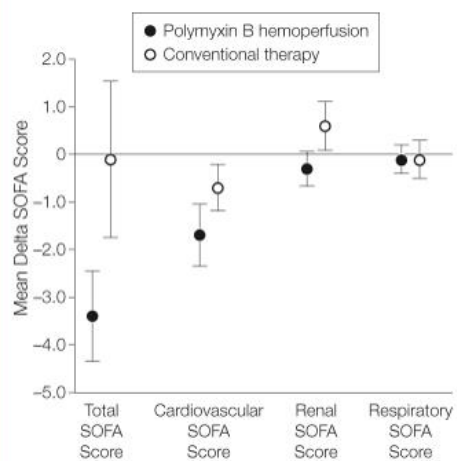 Polymyxin B hemoperfusion
Conventional therapy
2.0
1.0
0
−1.0
−2.0
−3.0
−4.0
−5.0
Mean Delta SOFA Score
Total
SOFA
Score
Cardiovascular
SOFA
Score
Renal
SOFA
Score
Respiratory
SOFA
Score